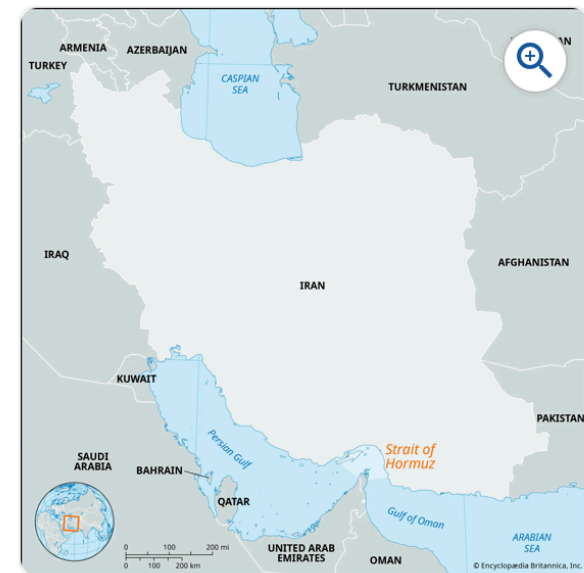 ARMENIA
AZERBAIJAN
TURKEY
CASPIAN
SEA
TURKMENISTAN
IRAQ
IRAN
AFGHANISTAN
KUWAIT
PAKISTAN
Strait of
Hormuz
Persian Gulf
SAUDI
ARABIA
BAHRAIN
QATAR
Gulf of Oman
ARABIAN
SEA
UNITED ARAB
EMIRATES
OMAN
0 100 200 mi
0 100 200 km
© Encyclopædia Britannica, Inc.